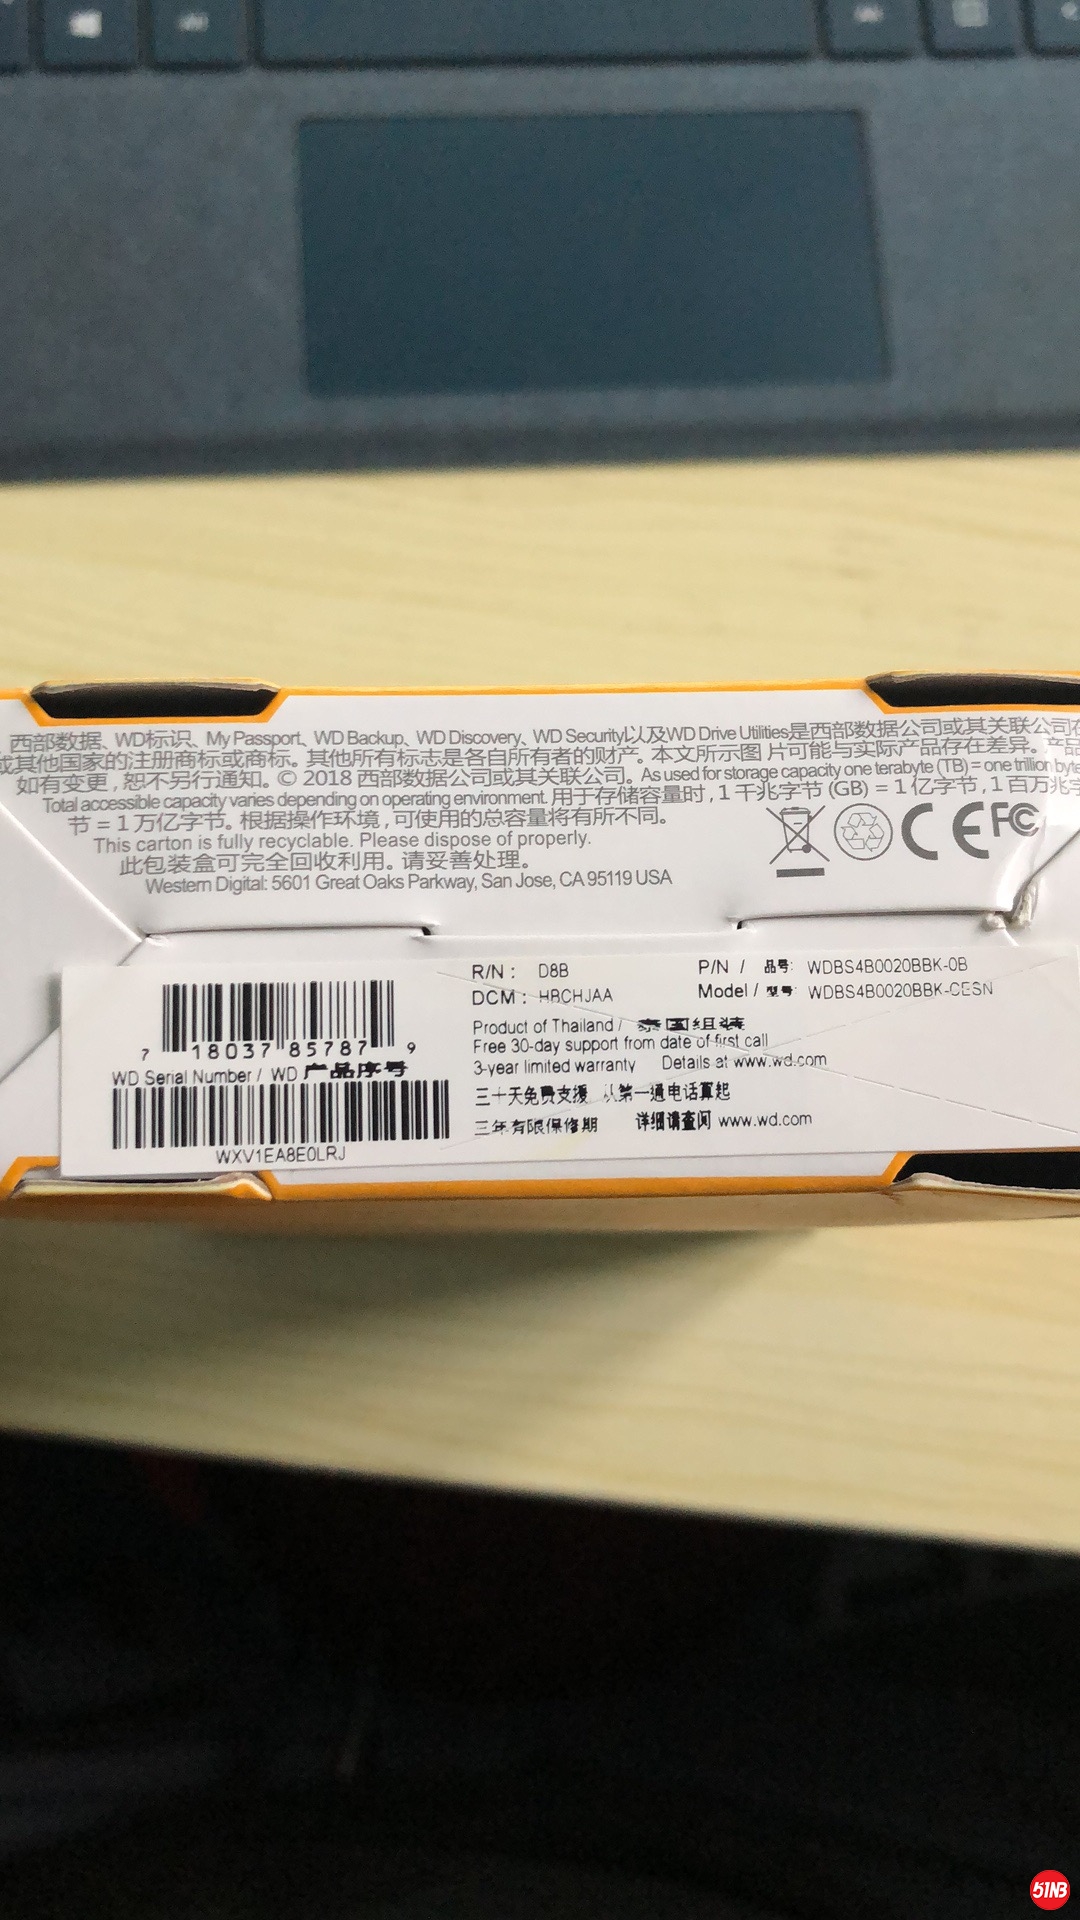 西部数据、WD标识、My Passport、WD Backup、WD Discovery、WD Security以及WD Drive Utilities是西部数据公司或其关联公司在
或其他国家的注册商标或商标。其他所有标志是各自所有者的财产。本文所示图片可能与实际产品存在差异。产品
如有变更,恕不另行通知。© 2018 西部数据公司或其关联公司。As used for storage capacity one terabyte (TB) = one trillion byte
Total accessible capacity varies depending on operating environment. 用于存储容量时,1 千兆字节 (GB) = 1亿字节,1百万兆字
节 = 1 万亿字节。根据操作环境,可使用的总容量将有所不同。
This carton is fully recyclable. Please dispose of properly.
此包装盒可完全回收利用。请妥善处理。
Western Digital: 5601 Great Oaks Parkway, San Jose, CA 95119 USA
CE FC
R/N : D8B
P/N / 品号: WDBS4B0020BBK-0B
DCM : HBCHJAA
Model / 型号 WDBS4B0020BBK-CESN
7 18037 85787 9
Product of Thailand / 泰国组装
Free 30-day support from date of first call
3-year limited warranty Details at www.wd.com
WD Serial Number / WD 产品序号
三十天免费支援 从第一通电话算起
三年有限保修期 详细请查阅 www.wd.com
WXV1EA8E0LRJ
51NB